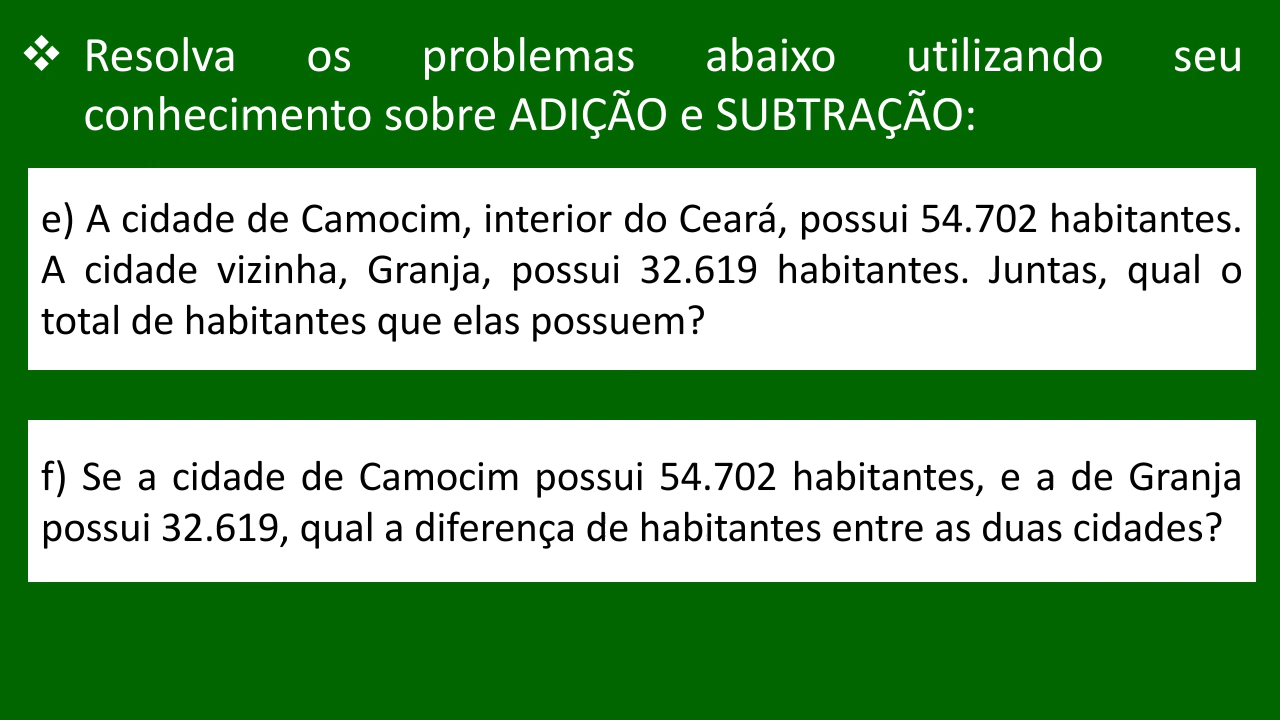 ❖ Resolva os problemas abaixo utilizando seu
conhecimento sobre ADIÇÃO e SUBTRAÇÃO:
e) A cidade de Camocim, interior do Ceará, possui 54.702 habitantes.
A cidade vizinha, Granja, possui 32.619 habitantes. Juntas, qual o
total de habitantes que elas possuem?
f) Se a cidade de Camocim possui 54.702 habitantes, e a de Granja
possui 32.619, qual a diferença de habitantes entre as duas cidades?